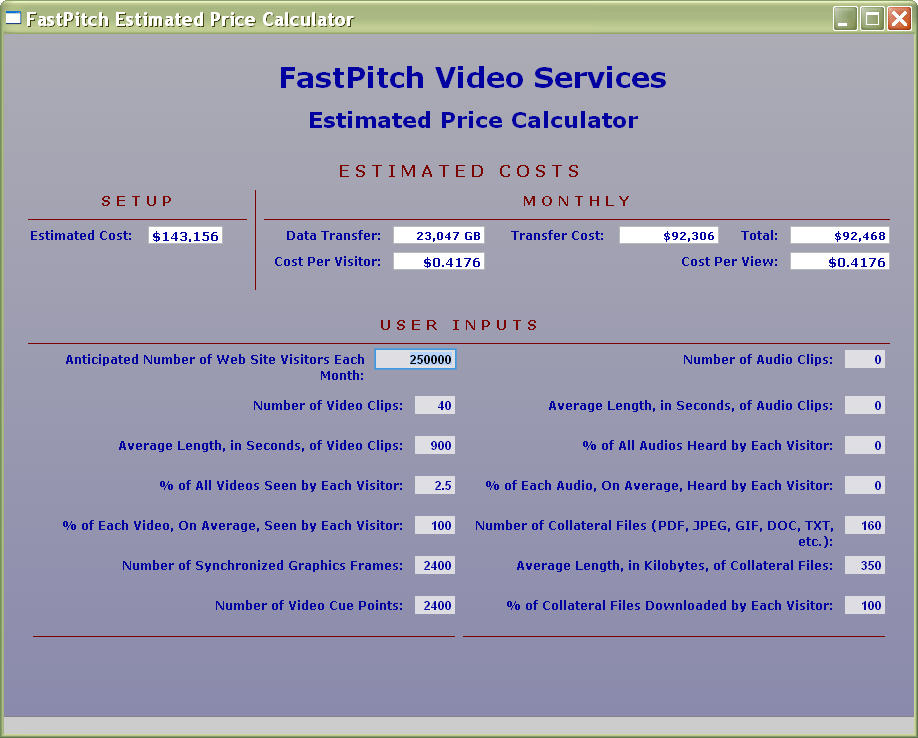 FastPitch Estimated Price Calculator
FastPitch Video Services
Estimated Price Calculator
ESTIMATED COSTS
SETUP
Estimated Cost: $143,156
MONTHLY
Data Transfer: 23,047 GB Transfer Cost: $92,306 Total: $92,468
Cost Per Visitor: $0.4176 Cost Per View: $0.4176
USER INPUTS
Anticipated Number of Web Site Visitors Each
Month: 250000
Number of Video Clips: 40
Average Length, in Seconds, of Video Clips: 900
% of All Videos Seen by Each Visitor: 2.5
% of Each Video, On Average, Seen by Each Visitor: 100
Number of Synchronized Graphics Frames: 2400
Number of Video Cue Points: 2400
Number of Audio Clips: 0
Average Length, in Seconds, of Audio Clips: 0
% of All Audios Heard by Each Visitor: 0
% of Each Audio, On Average, Heard by Each Visitor: 0
Number of Collateral Files (PDF, JPEG, GIF, DOC, TXT,
etc.): 160
Average Length, in Kilobytes, of Collateral Files: 350
% of Collateral Files Downloaded by Each Visitor: 100